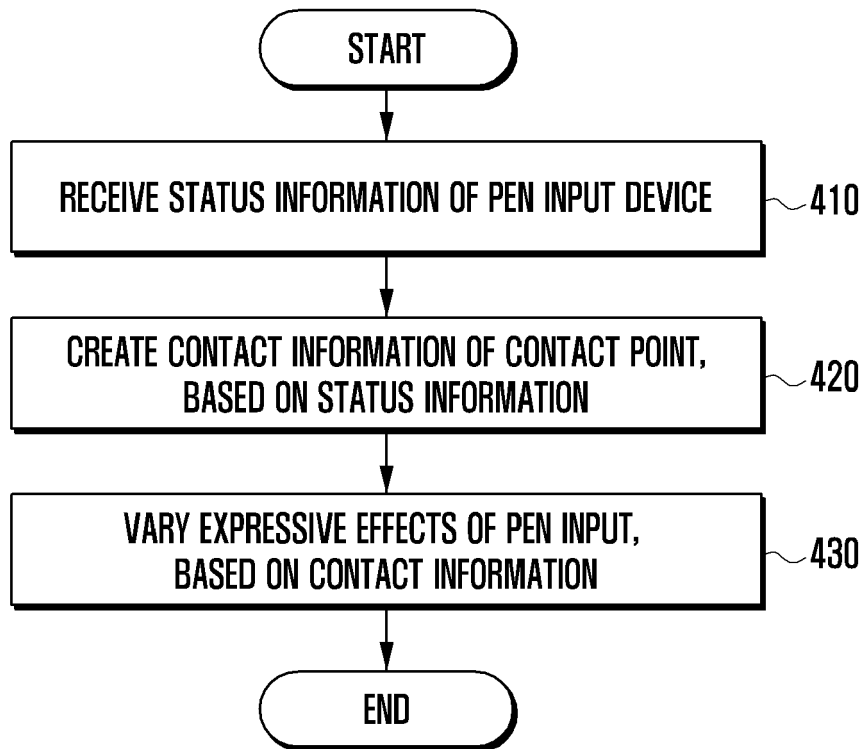 START
RECEIVE STATUS INFORMATION OF PEN INPUT DEVICE
410
CREATE CONTACT INFORMATION OF CONTACT POINT,
BASED ON STATUS INFORMATION
420
VARY EXPRESSIVE EFFECTS OF PEN INPUT,
BASED ON CONTACT INFORMATION
430
END